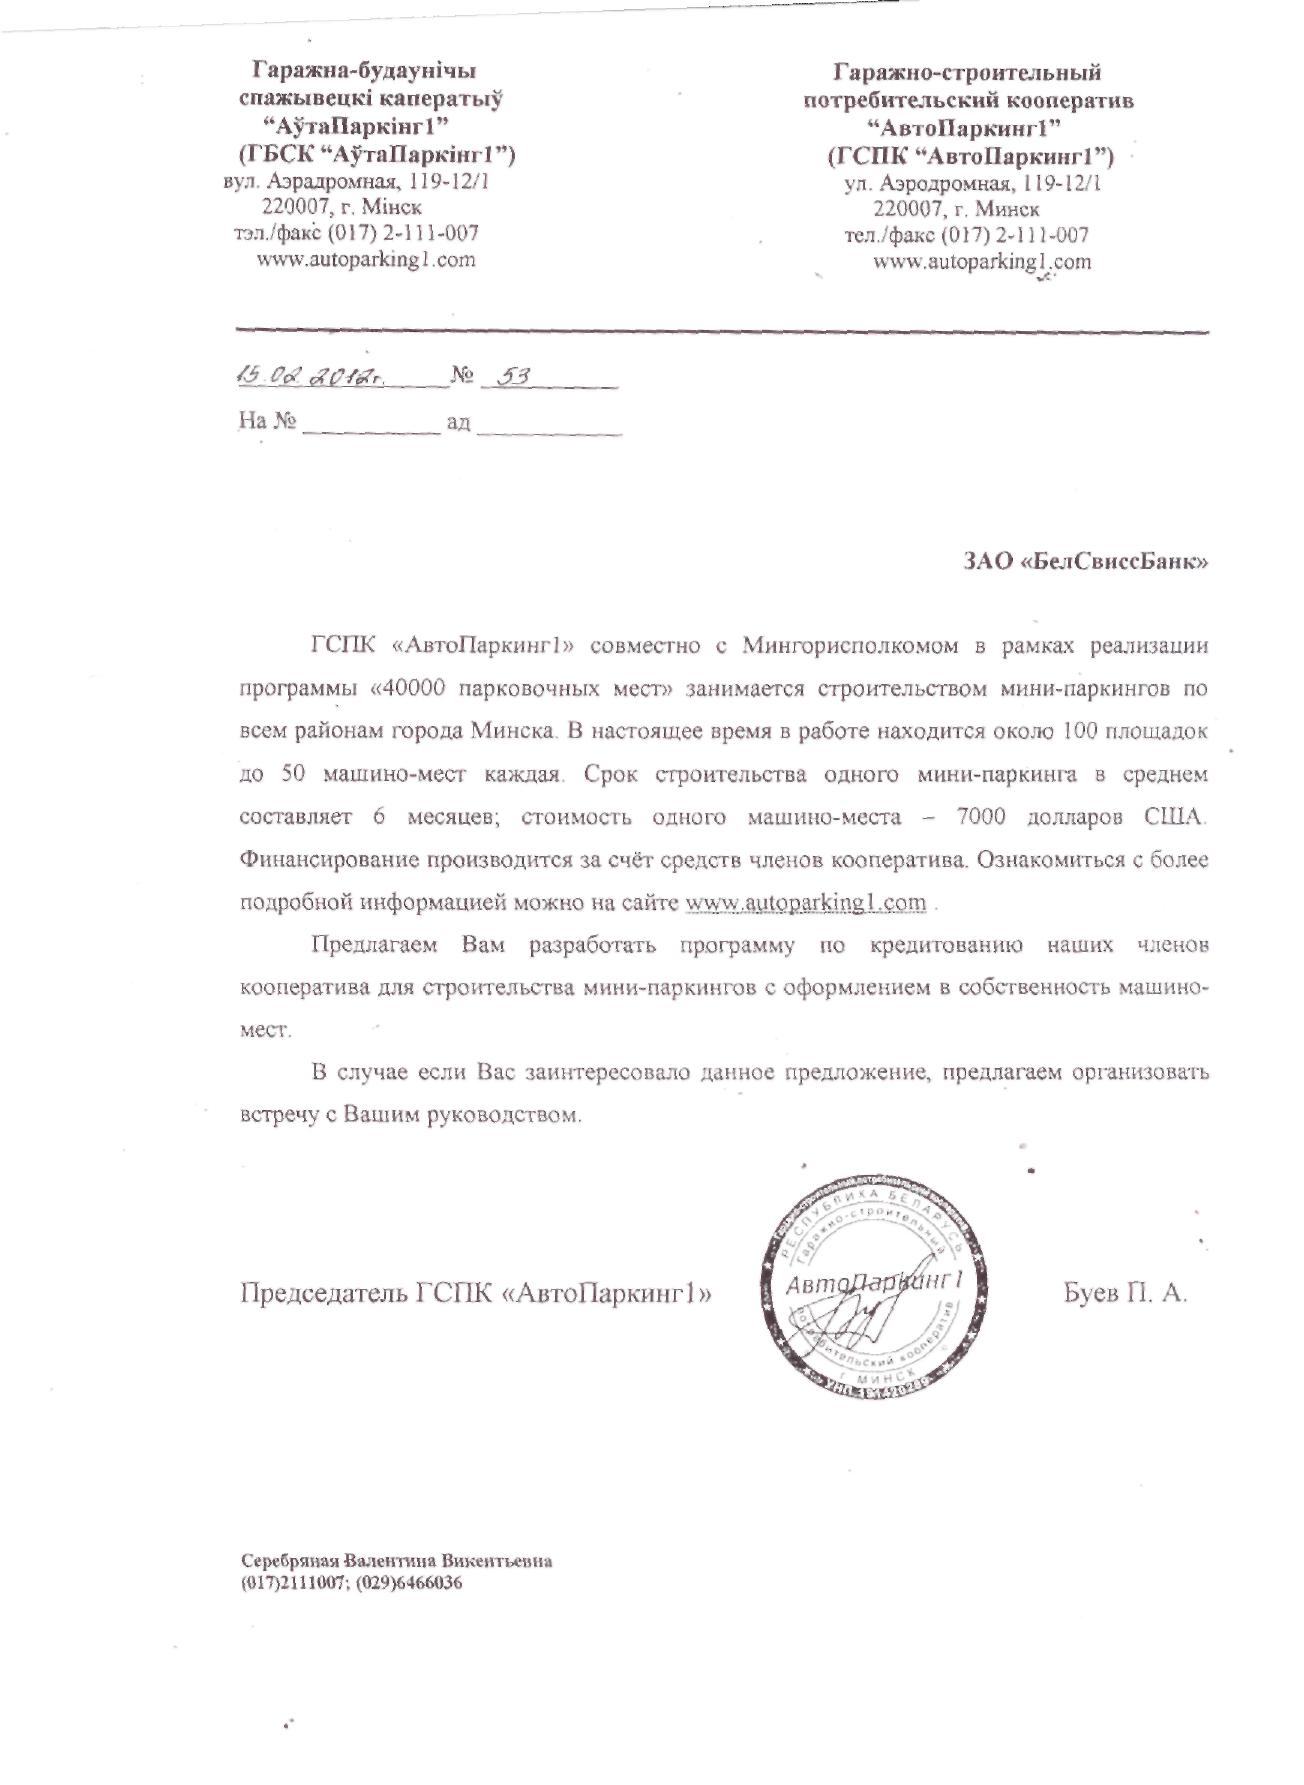 Гаражна-будаўнічы
спажывецкі каператыў
“АўтаПаркінг1”
(ГБСК “АўтаПаркінг1”)
вул. Аэрадромная, 119-12/1
220007, г. Мінск
тэл./факс (017) 2-111-007
www.autoparking1.com
Гаражно-строительный
потребительский кооператив
“АвтоПаркинг1”
(ГСПК “АвтоПаркинг1”)
ул. Аэродромная, 119-12/1
220007, г. Минск
тел./факс (017) 2-111-007
www.autoparking1.com
15.02.2012г. № 53
На № ____________ ад ____________
ЗАО «БелСвиссБанк»
ГСПК «АвтоПаркинг1» совместно с Мингорисполкомом в рамках реализации
программы «40000 парковочных мест» занимается строительством мини-паркингов по
всем районам города Минска. В настоящее время в работе находится около 100 площадок
до 50 машино-мест каждая. Срок строительства одного мини-паркинга в среднем
составляет 6 месяцев; стоимость одного машино-места – 7000 долларов США.
Финансирование производится за счёт средств членов кооператива. Ознакомиться с более
подробной информацией можно на сайте www.autoparking1.com .
Предлагаем Вам разработать программу по кредитованию наших членов
кооператива для строительства мини-паркингов с оформлением в собственность машино-
мест.
В случае если Вас заинтересовало данное предложение, предлагаем организовать
встречу с Вашим руководством.
Председатель ГСПК «АвтоПаркинг1» Буев П. А.
РЕСПУБЛИКА БЕЛАРУСЬ
Гаражно-строительный
АвтоПаркинг1
потребительский кооператив
г. МИНСК
Серебряная Валентина Викентьевна
(017)2111007; (029)6466036